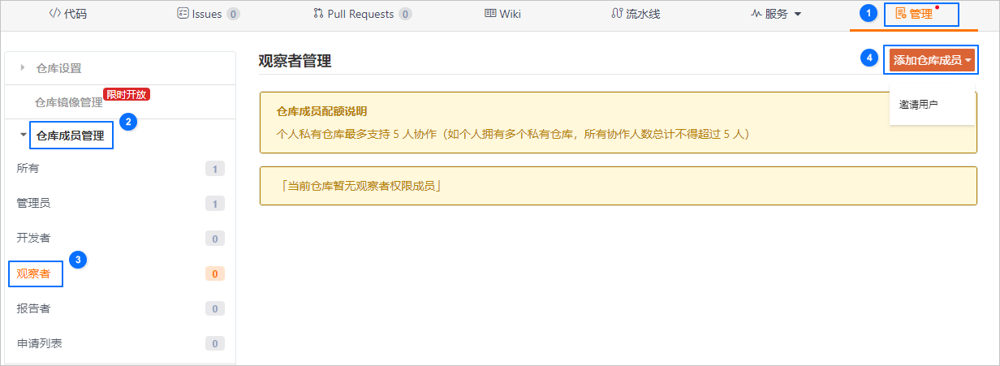 代码
Issues 0
Pull Requests 0
Wiki
流水线
服务
1
管理
仓库设置
仓库镜像管理
限时开放
2
仓库成员管理
所有 1
管理员 1
开发者 0
3
观察者 0
报告者 0
申请列表 0
观察者管理
4
添加仓库成员
邀请用户
仓库成员配额说明
个人私有仓库最多支持 5 人协作（如个人拥有多个私有仓库，所有协作人数总计不得超过 5 人）
「当前仓库暂无观察者权限成员」